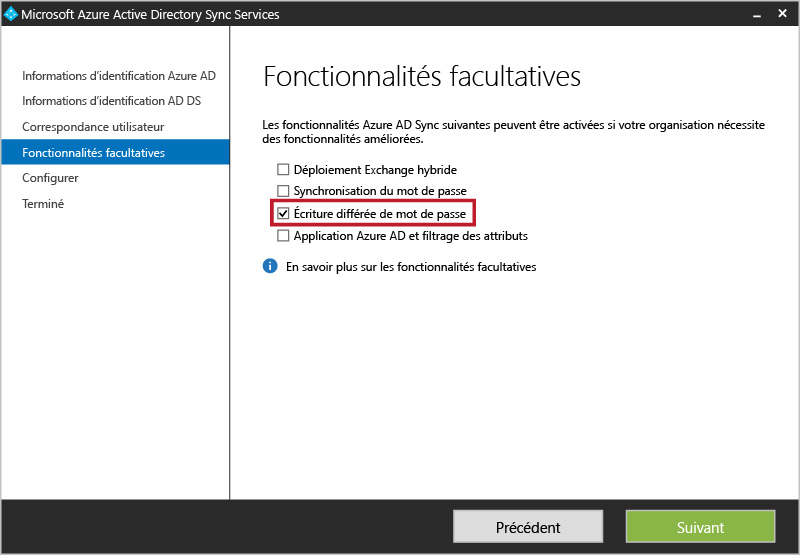 Microsoft Azure Active Directory Sync Services
Informations d'identification Azure AD
Informations d'identification AD DS
Correspondance utilisateur
Fonctionnalités facultatives
Configurer
Terminé
Fonctionnalités facultatives
Les fonctionnalités Azure AD Sync suivantes peuvent être activées si votre organisation nécessite
des fonctionnalités améliorées.
Déploiement Exchange hybride
Synchronisation du mot de passe
Écriture différée de mot de passe
Application Azure AD et filtrage des attributs
En savoir plus sur les fonctionnalités facultatives
Précédent
Suivant